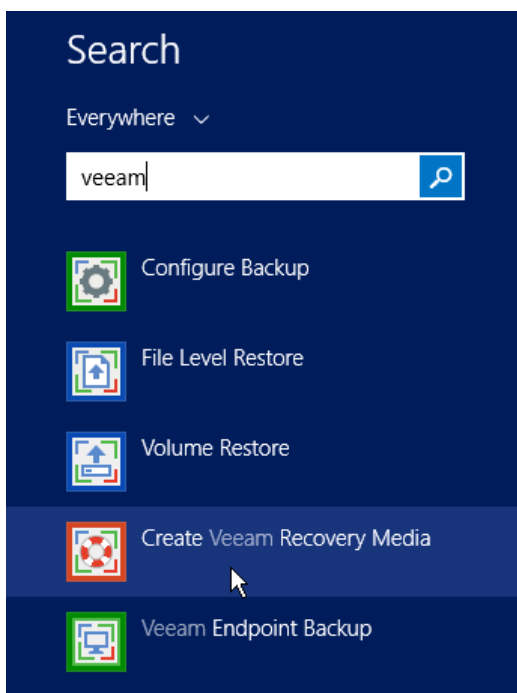 Search
Everywhere
veeam
Configure Backup
File Level Restore
Volume Restore
Create Veeam Recovery Media
Veeam Endpoint Backup